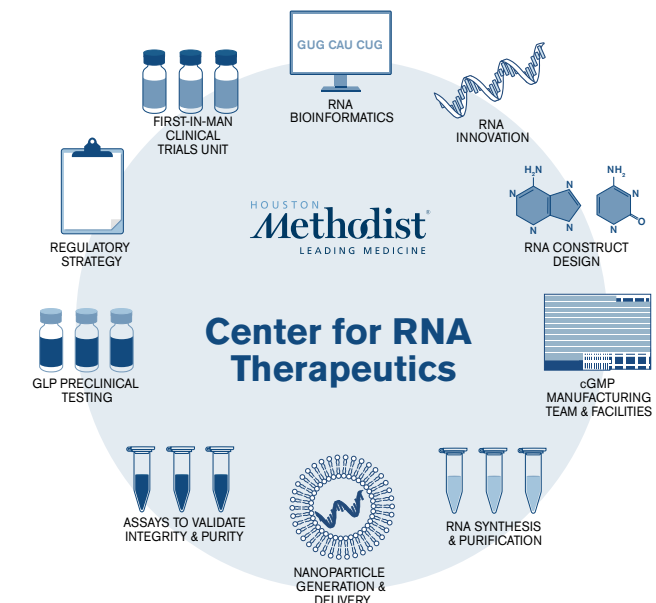 GUG CAU CUG
RNA
BIOINFORMATICS
FIRST-IN-MAN
CLINICAL
TRIALS UNIT
RNA
INNOVATION
H2N
N
N
N
N
NH2
N
O
N
RNA CONSTRUCT
DESIGN
REGULATORY
STRATEGY
HOUSTON
Methodist®
LEADING MEDICINE
Center for RNA
Therapeutics
GLP PRECLINICAL
TESTING
cGMP
MANUFACTURING
TEAM & FACILITIES
ASSAYS TO VALIDATE
INTEGRITY & PURITY
RNA SYNTHESIS
& PURIFICATION
NANOPARTICLE
GENERATION &
DELIVERY